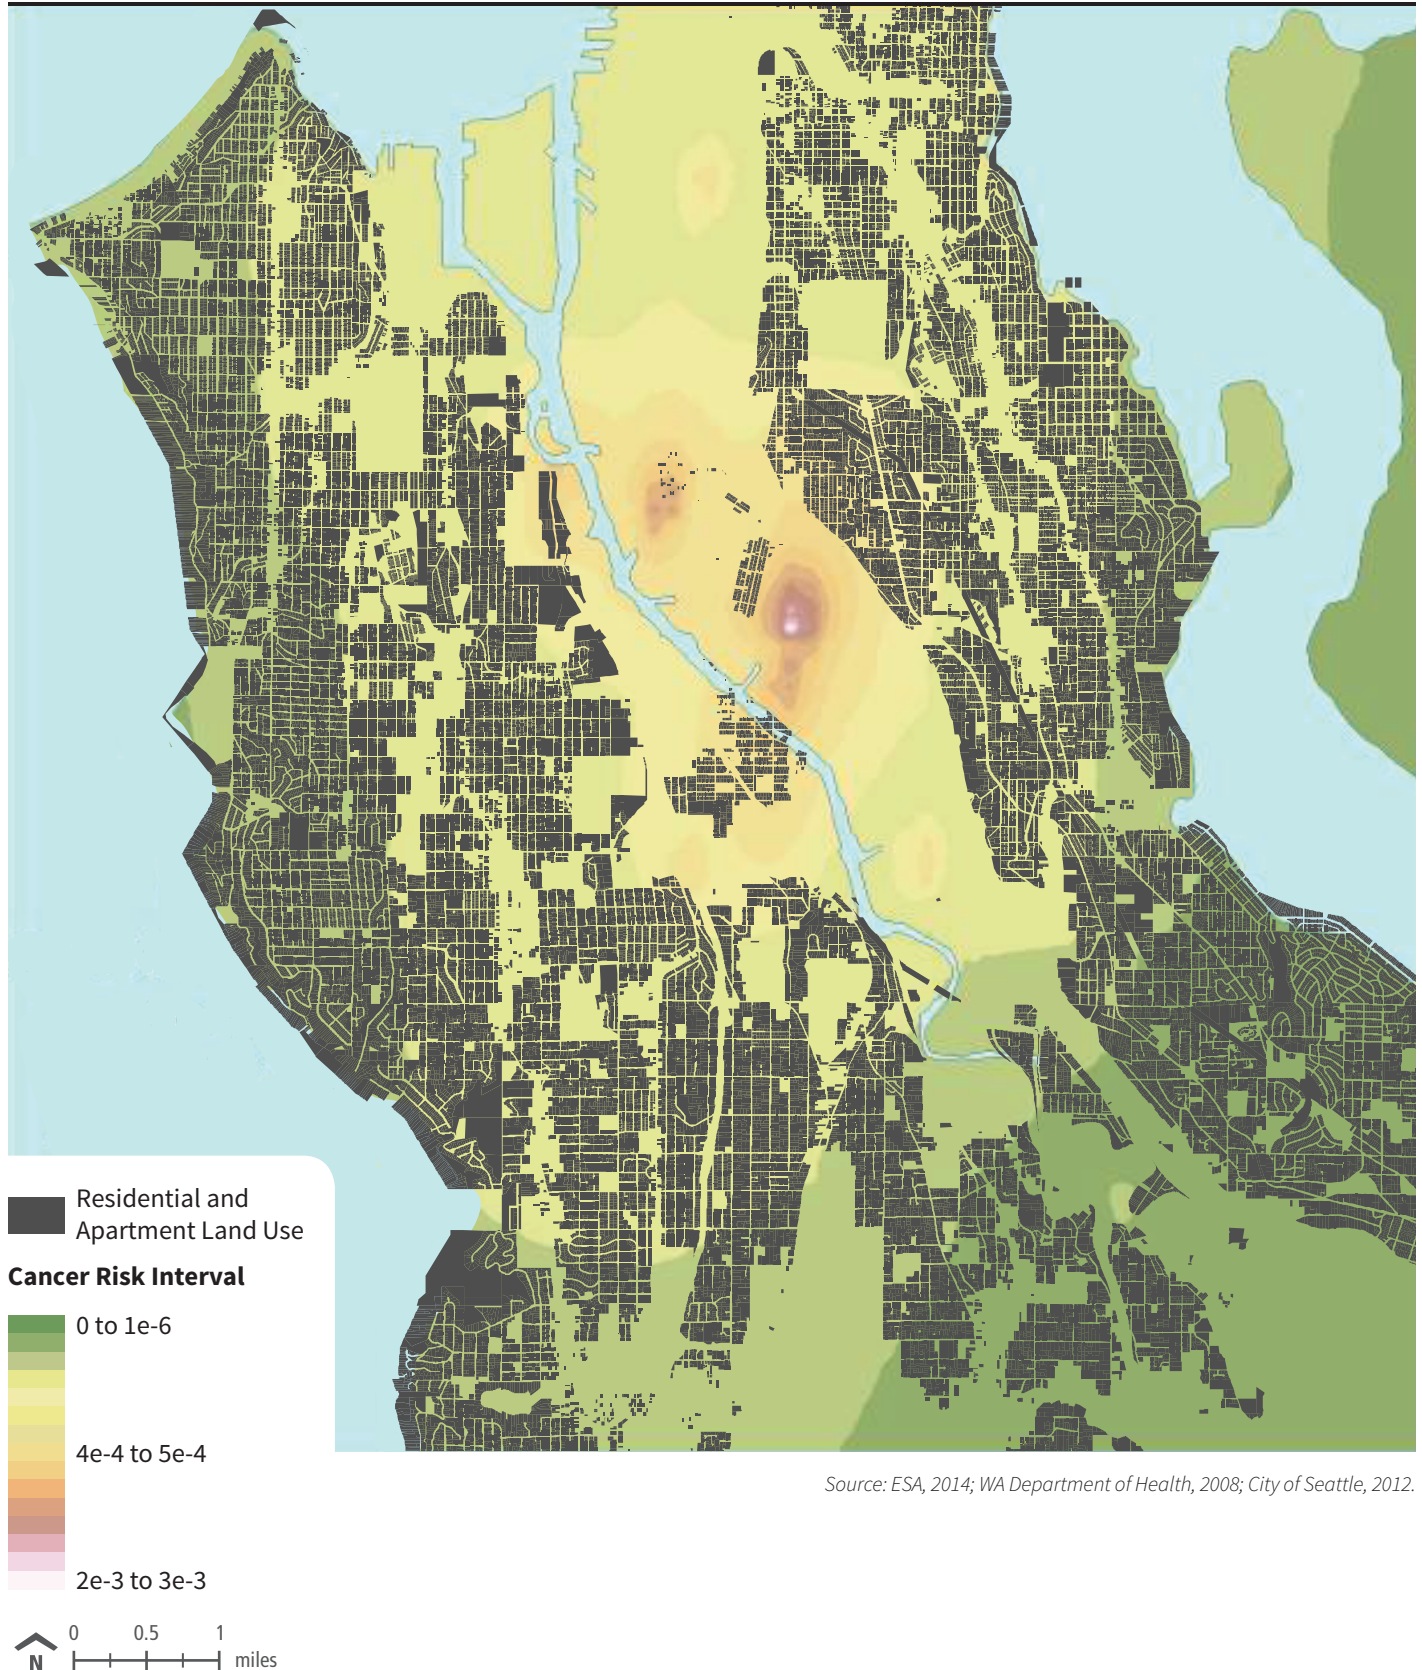 Residential and
Apartment Land Use
Cancer Risk Interval
0 to 1e-6
4e-4 to 5e-4
2e-3 to 3e-3
Source: ESA, 2014; WA Department of Health, 2008; City of Seattle, 2012.
0 0.5 1
N miles